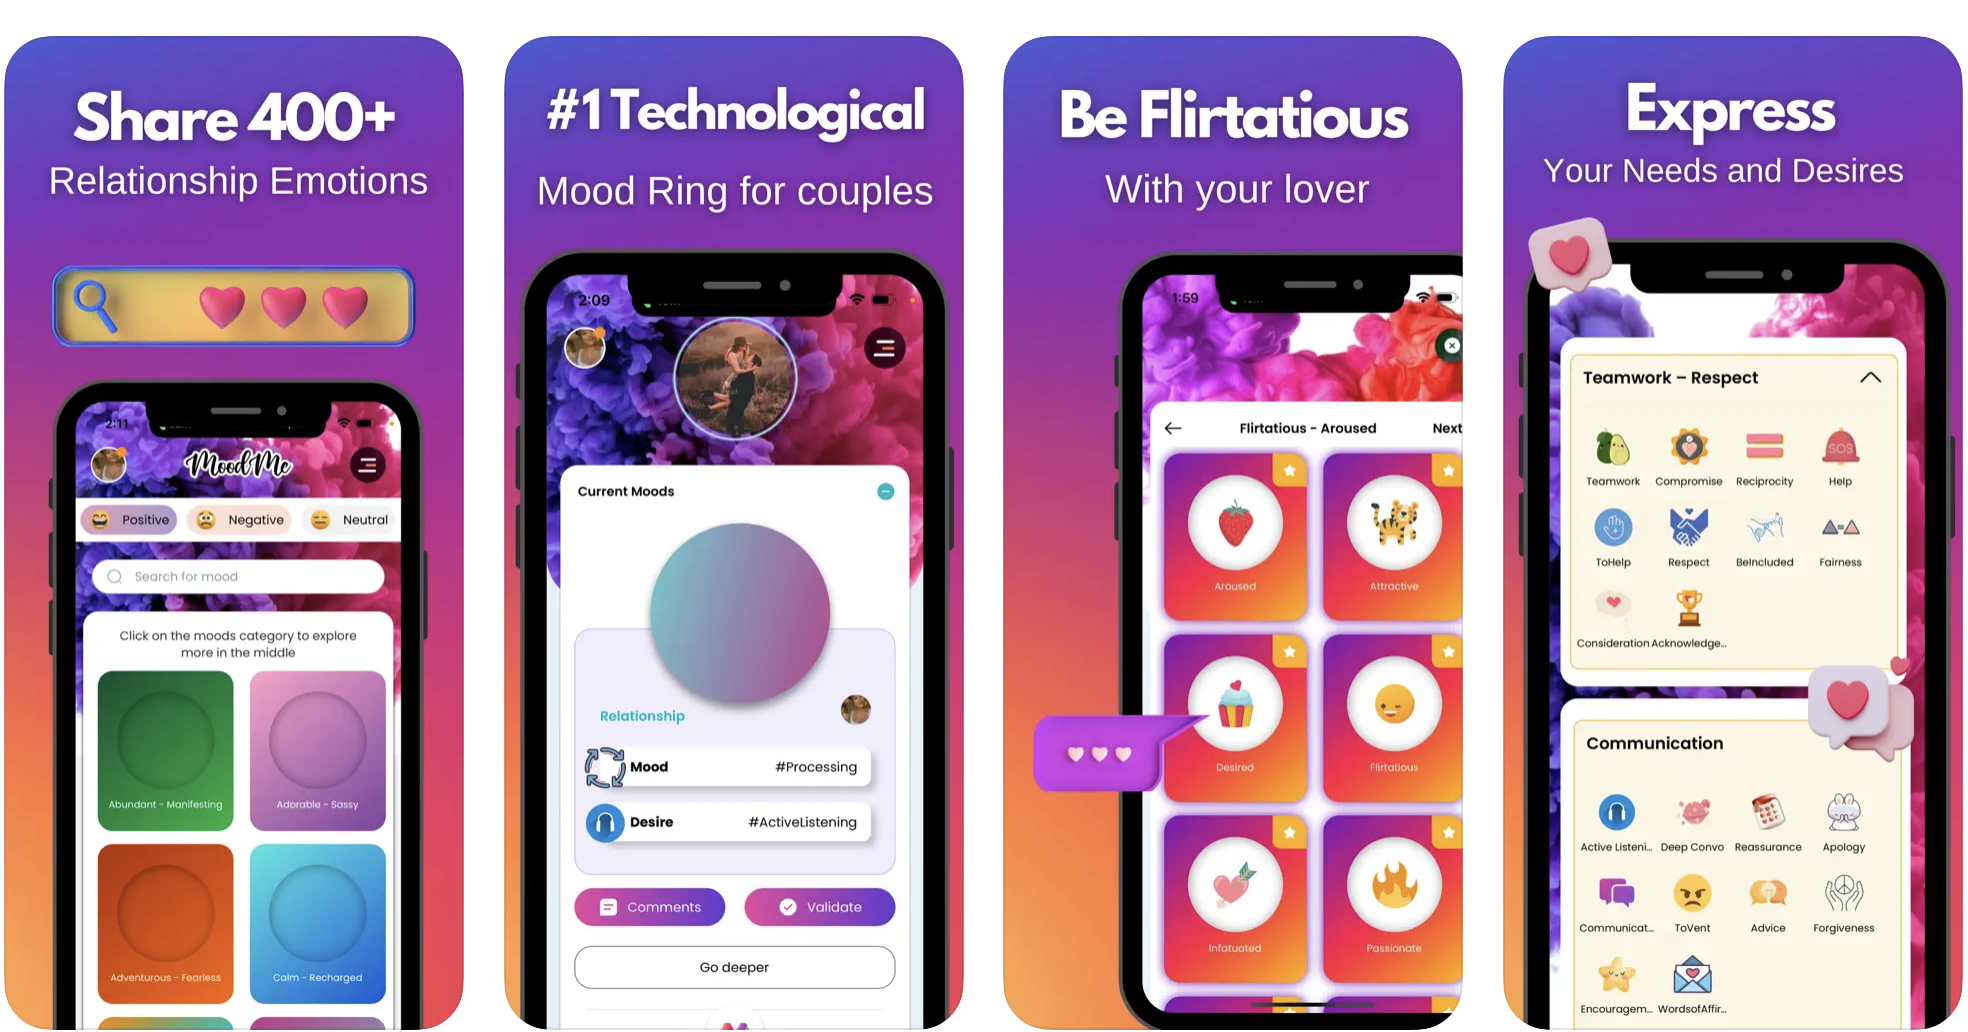 Share 400+
Relationship Emotions
2:11
MoodMe
Positive
Negative
Neutral
Search for mood
Click on the moods category to explore
more in the middle
Abundant - Manifesting
Adorable - Sassy
Adventurous - Fearless
Calm - Recharged
#1 Technological
Mood Ring for couples
2:09
Current Moods
Relationship
Mood
#Processing
Desire
#ActiveListening
Comments
Validate
Go deeper
Be Flirtatious
With your lover
1:59
Flirtatious - Aroused
Next
Aroused
Attractive
Desired
Flirtatious
Infatuated
Passionate
Express
Your Needs and Desires
Teamwork – Respect
SOS
Teamwork
Compromise
Reciprocity
Help
ToHelp
Respect
BeIncluded
Fairness
Consideration
Acknowledge...
Communication
Active Listeni...
Deep Convo
Reassurance
Apology
Communicat...
ToVent
Advice
Forgiveness
Encouragem...
WordsofAffir...